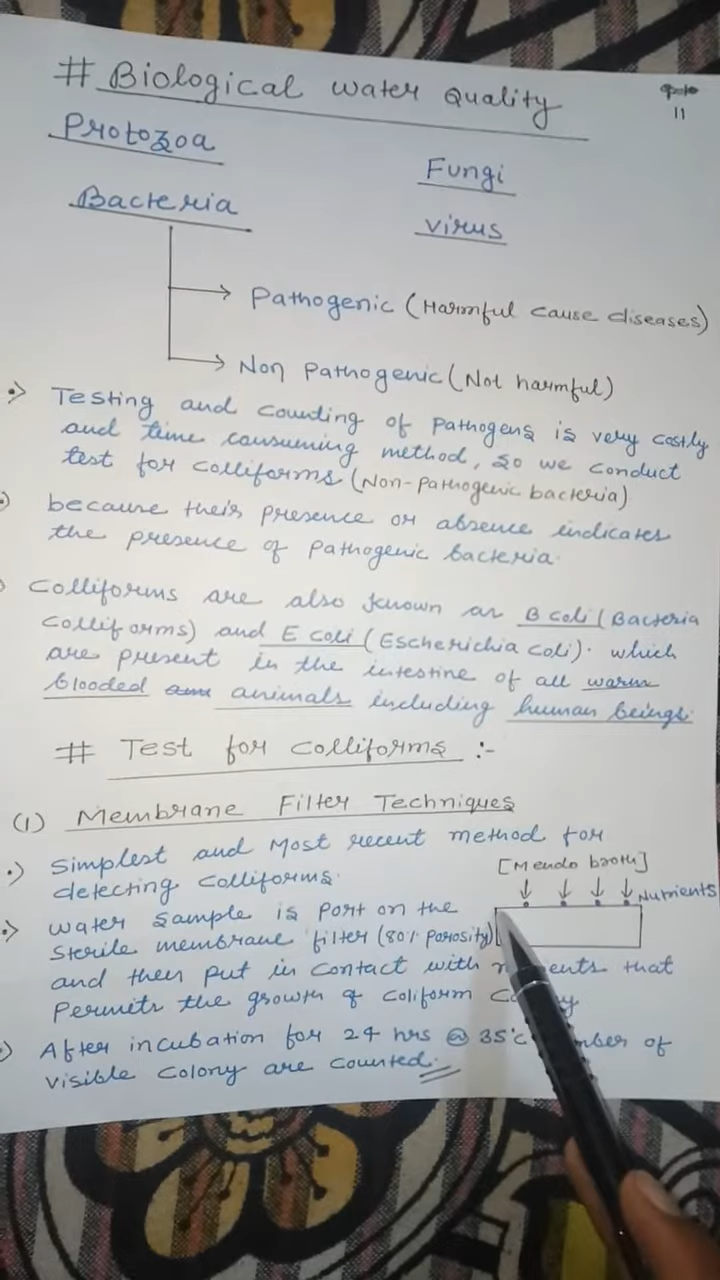 # Biological water Quality
11
Protozoa
Fungi
Bacteria
virus
Pathogenic (Harmful cause diseases)
Non Pathogenic (Not harmful)
Testing and counting of pathogens is very costly
and time consuming method, so we conduct
test for colliforms (Non-pathogenic bacteria)
because their presence or absence indicates
the presence of pathogenic bacteria.
Colliforms are also known as B coli (Bacteria
colliforms) and E coli (Escherichia coli). which
are present in the intestine of all warm
blooded animals including human beings.
# Test for colliforms :-
(1) Membrane Filter Techniques
Simplest and Most recent method for
detecting colliforms.
[Mendo broth]
Nutrients
water sample is port on the
sterile membrane filter (80% porosity)
and then put in contact with that
permits the growth of coliform
After incubation for 24 hrs @ 35°c of
visible colony are counted.